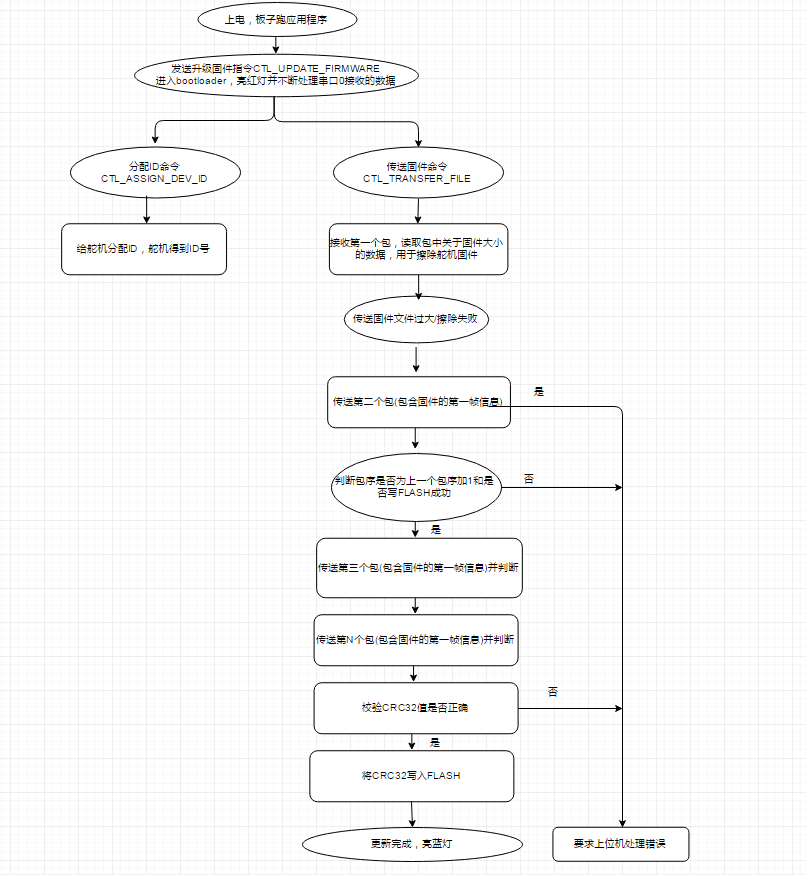 上电，板子跑应用程序
发送升级固件指令CTL_UPDATE_FIRMWARE
进入bootloader，亮红灯并不断处理串口0接收的数据
分配ID命令
CTL_ASSIGN_DEV_ID
传送固件命令
CTL_TRANSFER_FILE
给舵机分配ID，舵机得到ID号
接收第一个包，读取包中关于固件大小
的数据，用于擦除舵机固件
传送固件文件过大/擦除失败
传送第二个包(包含固件的第一帧信息)
是
判断包序是否为上一个包序加1和是
否写FLASH成功
否
是
传送第三个包(包含固件的第一帧信息)并判断
传送第N个包(包含固件的第一帧信息)并判断
校验CRC32值是否正确
否
是
将CRC32写入FLASH
更新完成，亮蓝灯
要求上位机处理错误